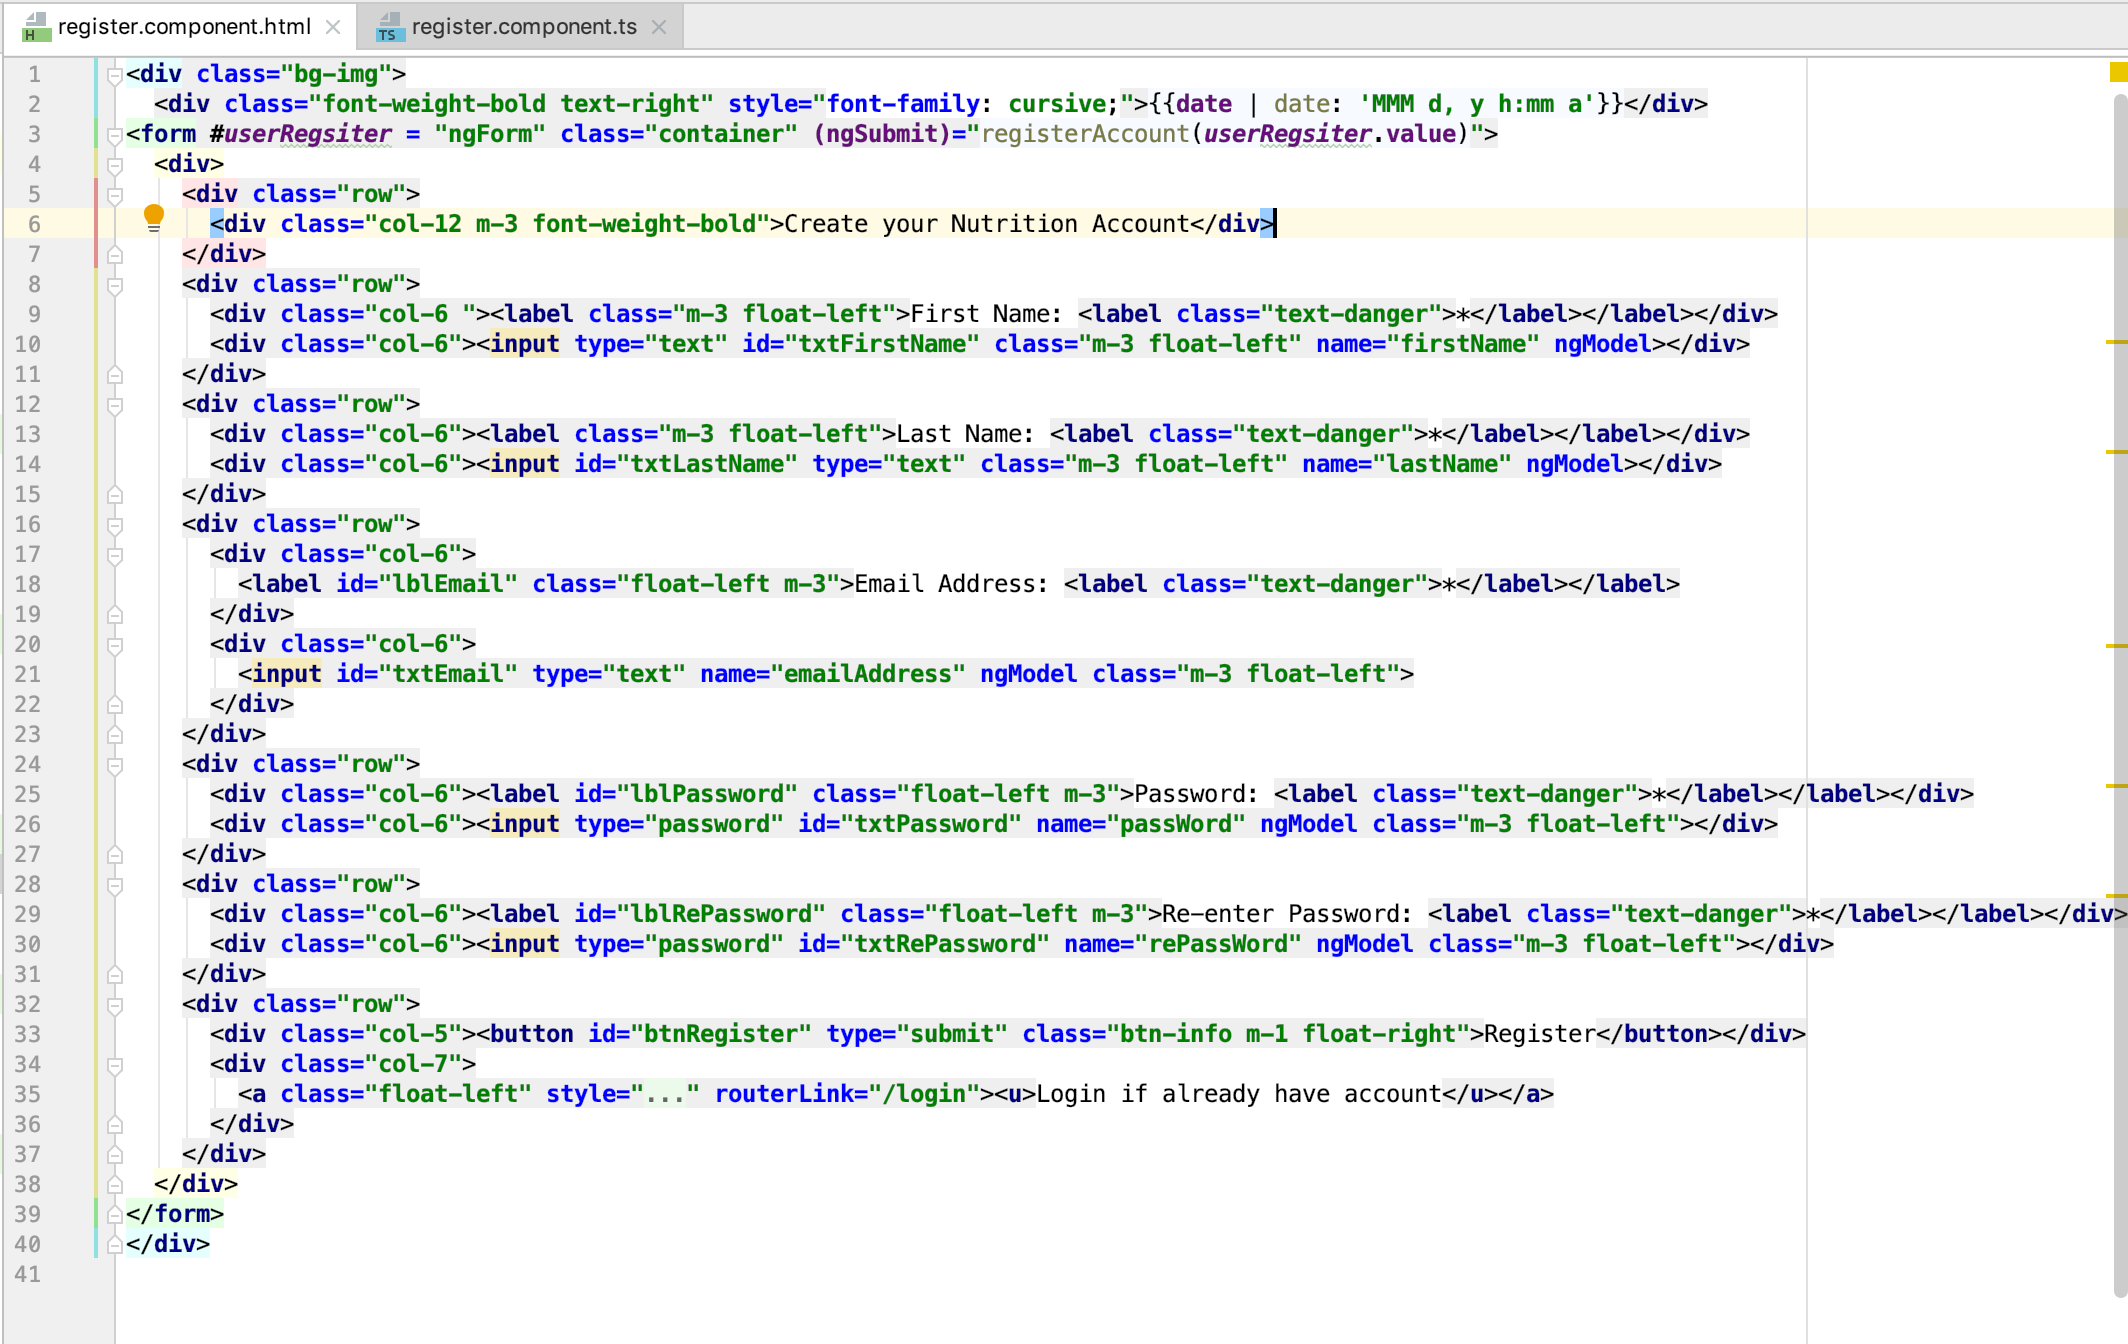 register.component.html
register.component.ts
1 <div class="bg-img">
2   <div class="font-weight-bold text-right" style="font-family: cursive;">{{date | date: 'MMM d, y h:mm a'}}</div>
3 <form #userRegsiter = "ngForm" class="container" (ngSubmit)="registerAccount(userRegsiter.value)">
4   <div>
5     <div class="row">
6       <div class="col-12 m-3 font-weight-bold">Create your Nutrition Account</div>
7     </div>
8     <div class="row">
9       <div class="col-6 "><label class="m-3 float-left">First Name: <label class="text-danger">*</label></label></div>
10       <div class="col-6"><input type="text" id="txtFirstName" class="m-3 float-left" name="firstName" ngModel></div>
11     </div>
12     <div class="row">
13       <div class="col-6"><label class="m-3 float-left">Last Name: <label class="text-danger">*</label></label></div>
14       <div class="col-6"><input id="txtLastName" type="text" class="m-3 float-left" name="lastName" ngModel></div>
15     </div>
16     <div class="row">
17       <div class="col-6">
18         <label id="lblEmail" class="float-left m-3">Email Address: <label class="text-danger">*</label></label>
19       </div>
20       <div class="col-6">
21         <input id="txtEmail" type="text" name="emailAddress" ngModel class="m-3 float-left">
22       </div>
23     </div>
24     <div class="row">
25       <div class="col-6"><label id="lblPassword" class="float-left m-3">Password: <label class="text-danger">*</label></label></div>
26       <div class="col-6"><input type="password" id="txtPassword" name="passWord" ngModel class="m-3 float-left"></div>
27     </div>
28     <div class="row">
29       <div class="col-6"><label id="lblRePassword" class="float-left m-3">Re-enter Password: <label class="text-danger">*</label></label></div>
30       <div class="col-6"><input type="password" id="txtRePassword" name="rePassWord" ngModel class="m-3 float-left"></div>
31     </div>
32     <div class="row">
33       <div class="col-5"><button id="btnRegister" type="submit" class="btn-info m-1 float-right">Register</button></div>
34       <div class="col-7">
35         <a class="float-left" style="..." routerLink="/login"><u>Login if already have account</u></a>
36       </div>
37     </div>
38   </div>
39 </form>
40 </div>
41